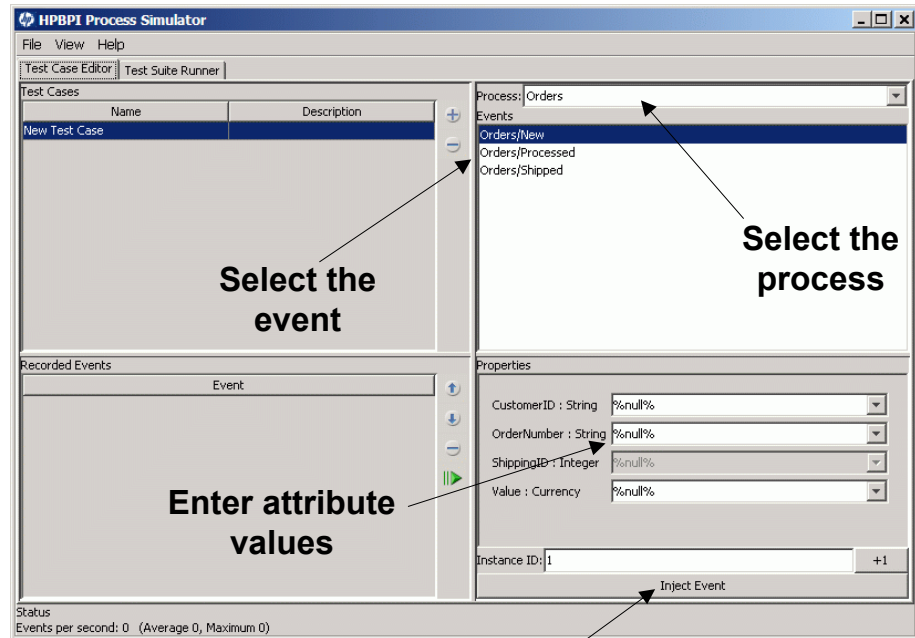 HPBPI Process Simulator
File View Help
Test Case Editor Test Suite Runner
Test Cases
Name Description
New Test Case
Process: Orders
Events
Orders/New
Orders/Processed
Orders/Shipped
Select the
process
Select the
event
Recorded Events
Event
Properties
CustomerID : String %null%
OrderNumber : String %null%
ShippingID : Integer %null%
Value : Currency %null%
Enter attribute
values
Instance ID: 1 +1
Inject Event
Status
Events per second: 0 (Average 0, Maximum 0)